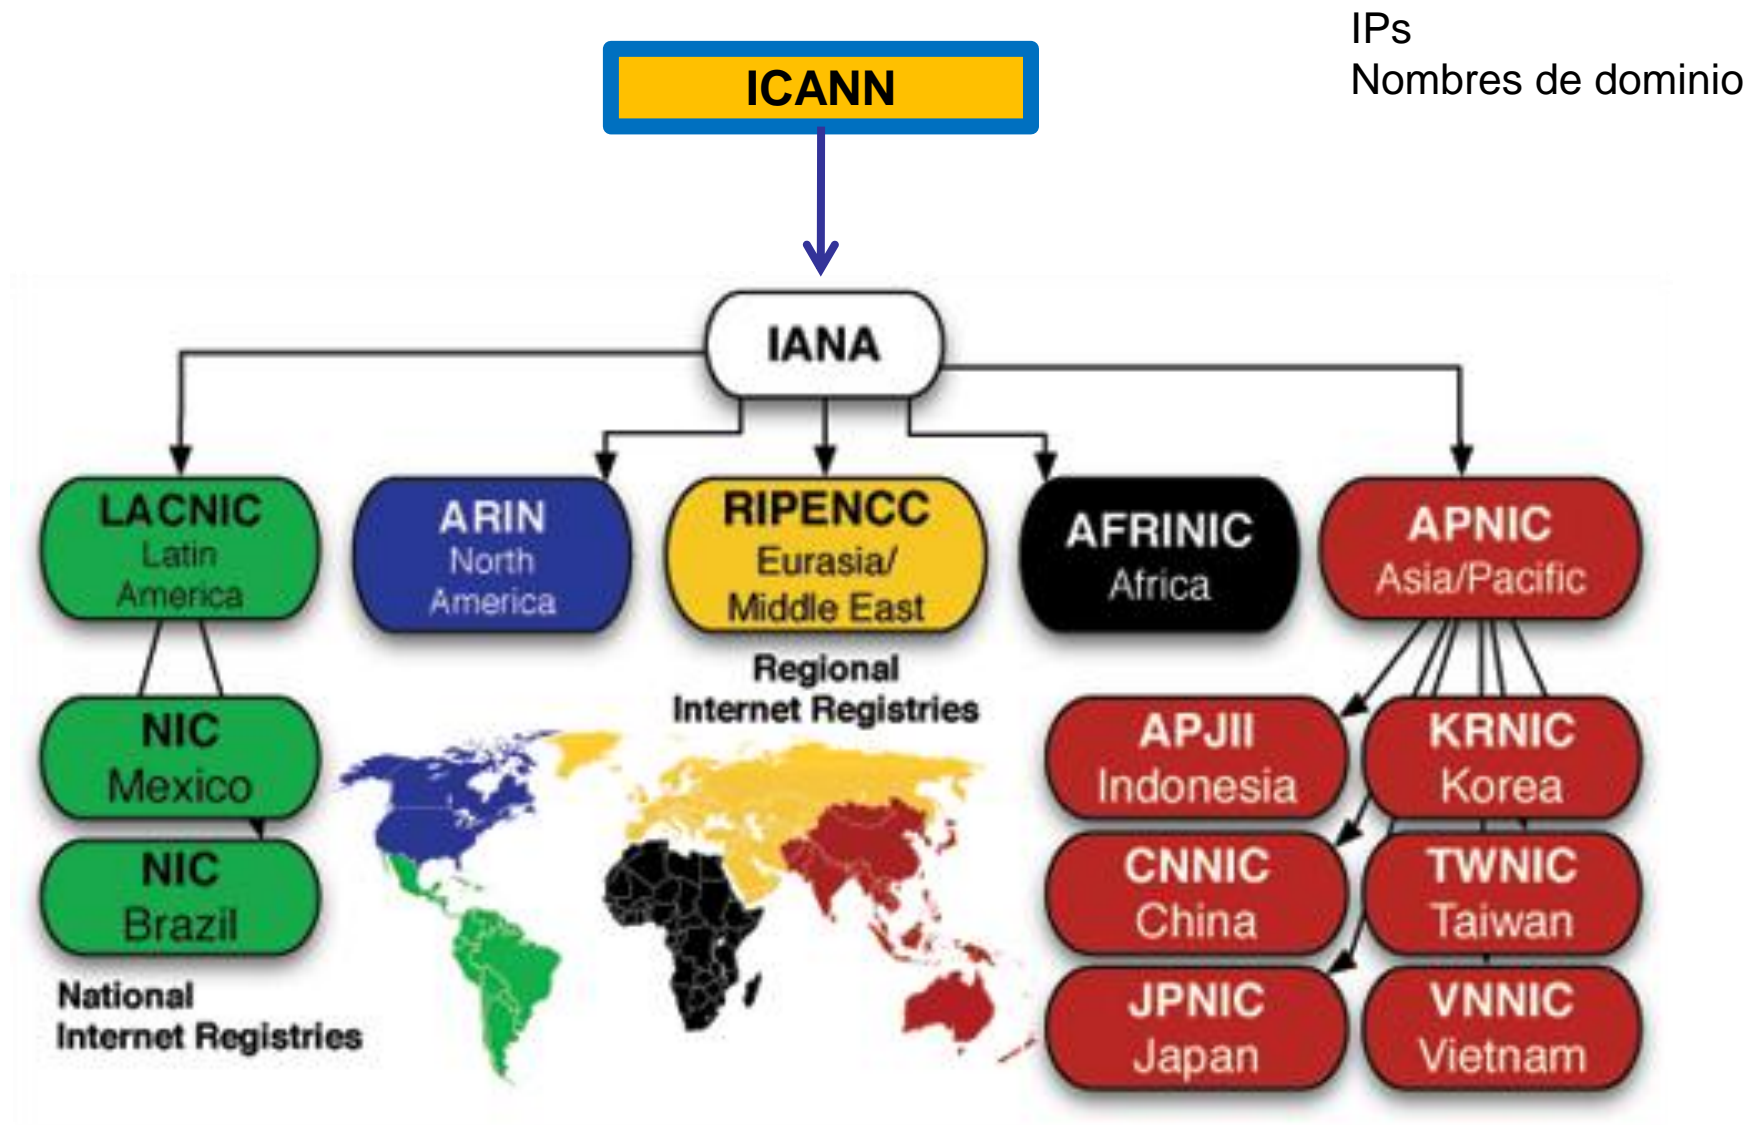 IPs
Nombres de dominio
ICANN
IANA
LACNIC
Latin
America
ARIN
North
America
RIPENCC
Eurasia/
Middle East
AFRINIC
Africa
APNIC
Asia/Pacific
Regional
Internet Registries
NIC
Mexico
NIC
Brazil
National
Internet Registries
APJII
Indonesia
KRNIC
Korea
CNNIC
China
TWNIC
Taiwan
JPNIC
Japan
VNNIC
Vietnam